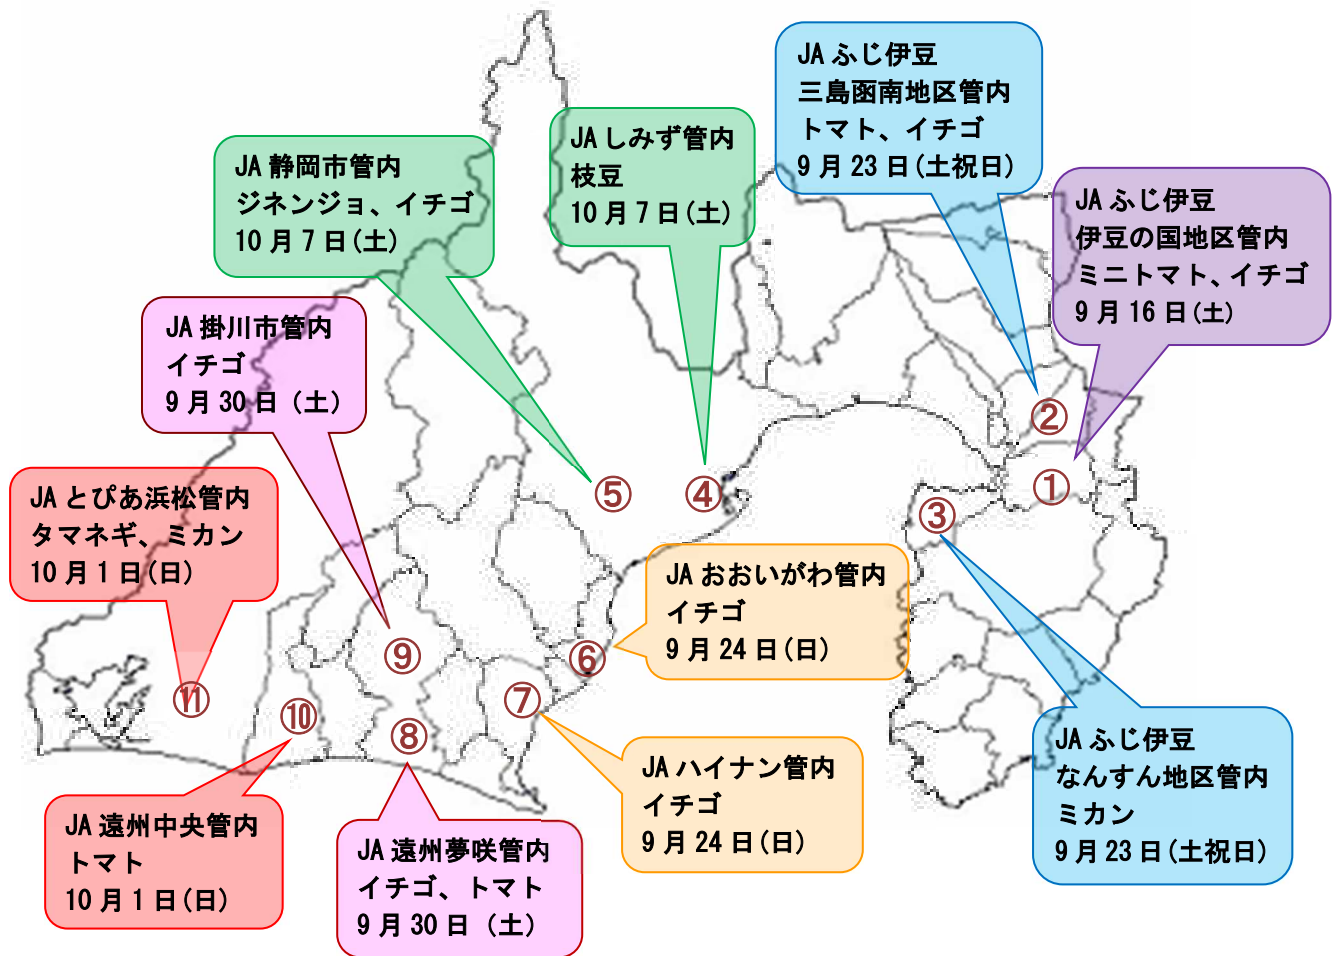 JA ふじ伊豆
三島函南地区管内
トマト、イチゴ
9 月 23 日(土祝日)
JA しみず管内
枝豆
10 月 7 日(土)
JA 静岡市管内
ジネンジョ、イチゴ
10 月 7 日(土)
JA ふじ伊豆
伊豆の国地区管内
ミニトマト、イチゴ
9 月 16 日(土)
JA 掛川市管内
イチゴ
9 月 30 日 (土)
JA とぴあ浜松管内
タマネギ、ミカン
10 月 1 日(日)
②
①
⑤
④
③
JA おおいがわ管内
イチゴ
9 月 24 日(日)
⑨
⑥
⑪
⑦
⑩
⑧
JA ハイナン管内
イチゴ
9 月 24 日(日)
JA ふじ伊豆
なんすん地区管内
ミカン
9 月 23 日(土祝日)
JA 遠州中央管内
トマト
10 月 1 日(日)
JA 遠州夢咲管内
イチゴ、トマト
9 月 30 日 (土)